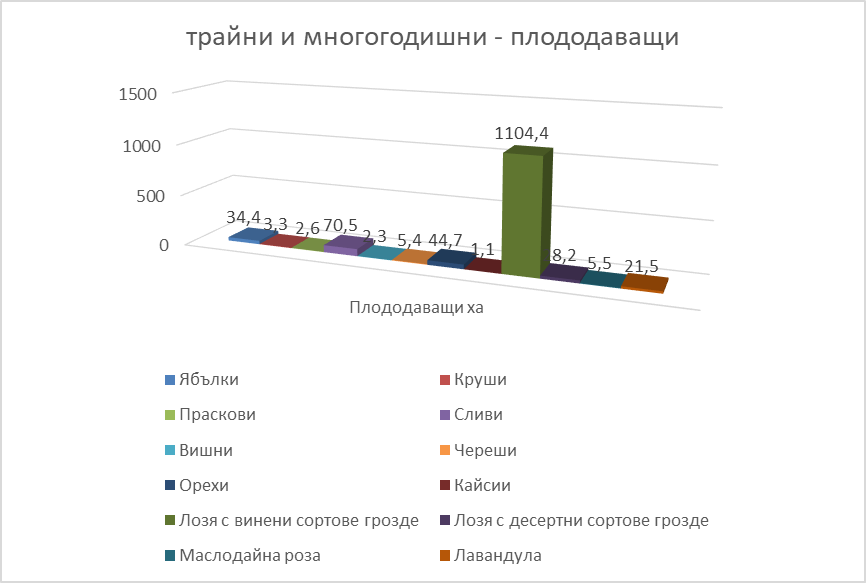 трайни и многогодишни - плододаващи
1500
1000
500
0
34,4 3,3 2,6 70,5 2,3 5,4 44,7 1,1 1104,4 8,2 5,5 21,5
Плододаващи ха
Ябълки Круши
Праскови Сливи
Вишни Череши
Орехи Кайсии
Лозя с винени сортове грозде Лозя с десертни сортове грозде
Маслодайна роза Лавандула